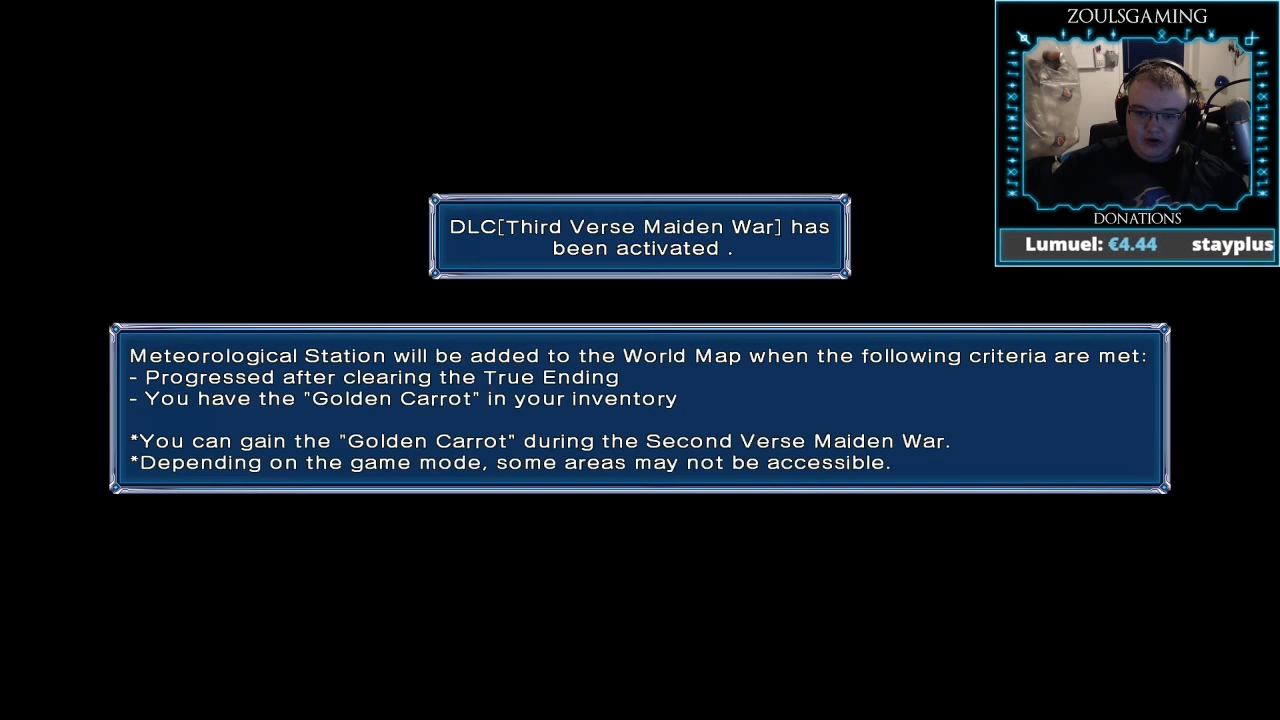 ZOULSGAMING
DLC[Third Verse Maiden War] has
been activated .
DONATIONS
Lumuel: €4.44 stayplus
Meteorological Station will be added to the World Map when the following criteria are met:
- Progressed after clearing the True Ending
- You have the "Golden Carrot" in your inventory
*You can gain the "Golden Carrot" during the Second Verse Maiden War.
*Depending on the game mode, some areas may not be accessible.